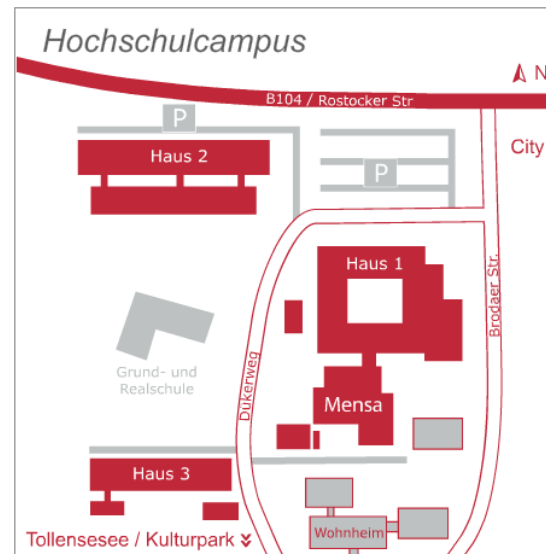 Hochschulcampus
N
B104 / Rostocker Str
P
City
Haus 2
P
Haus 1
Brodaer Str.
Grund- und
Realschule
Dükerweg
Mensa
Haus 3
Wohnheim
Tollensesee / Kulturpark